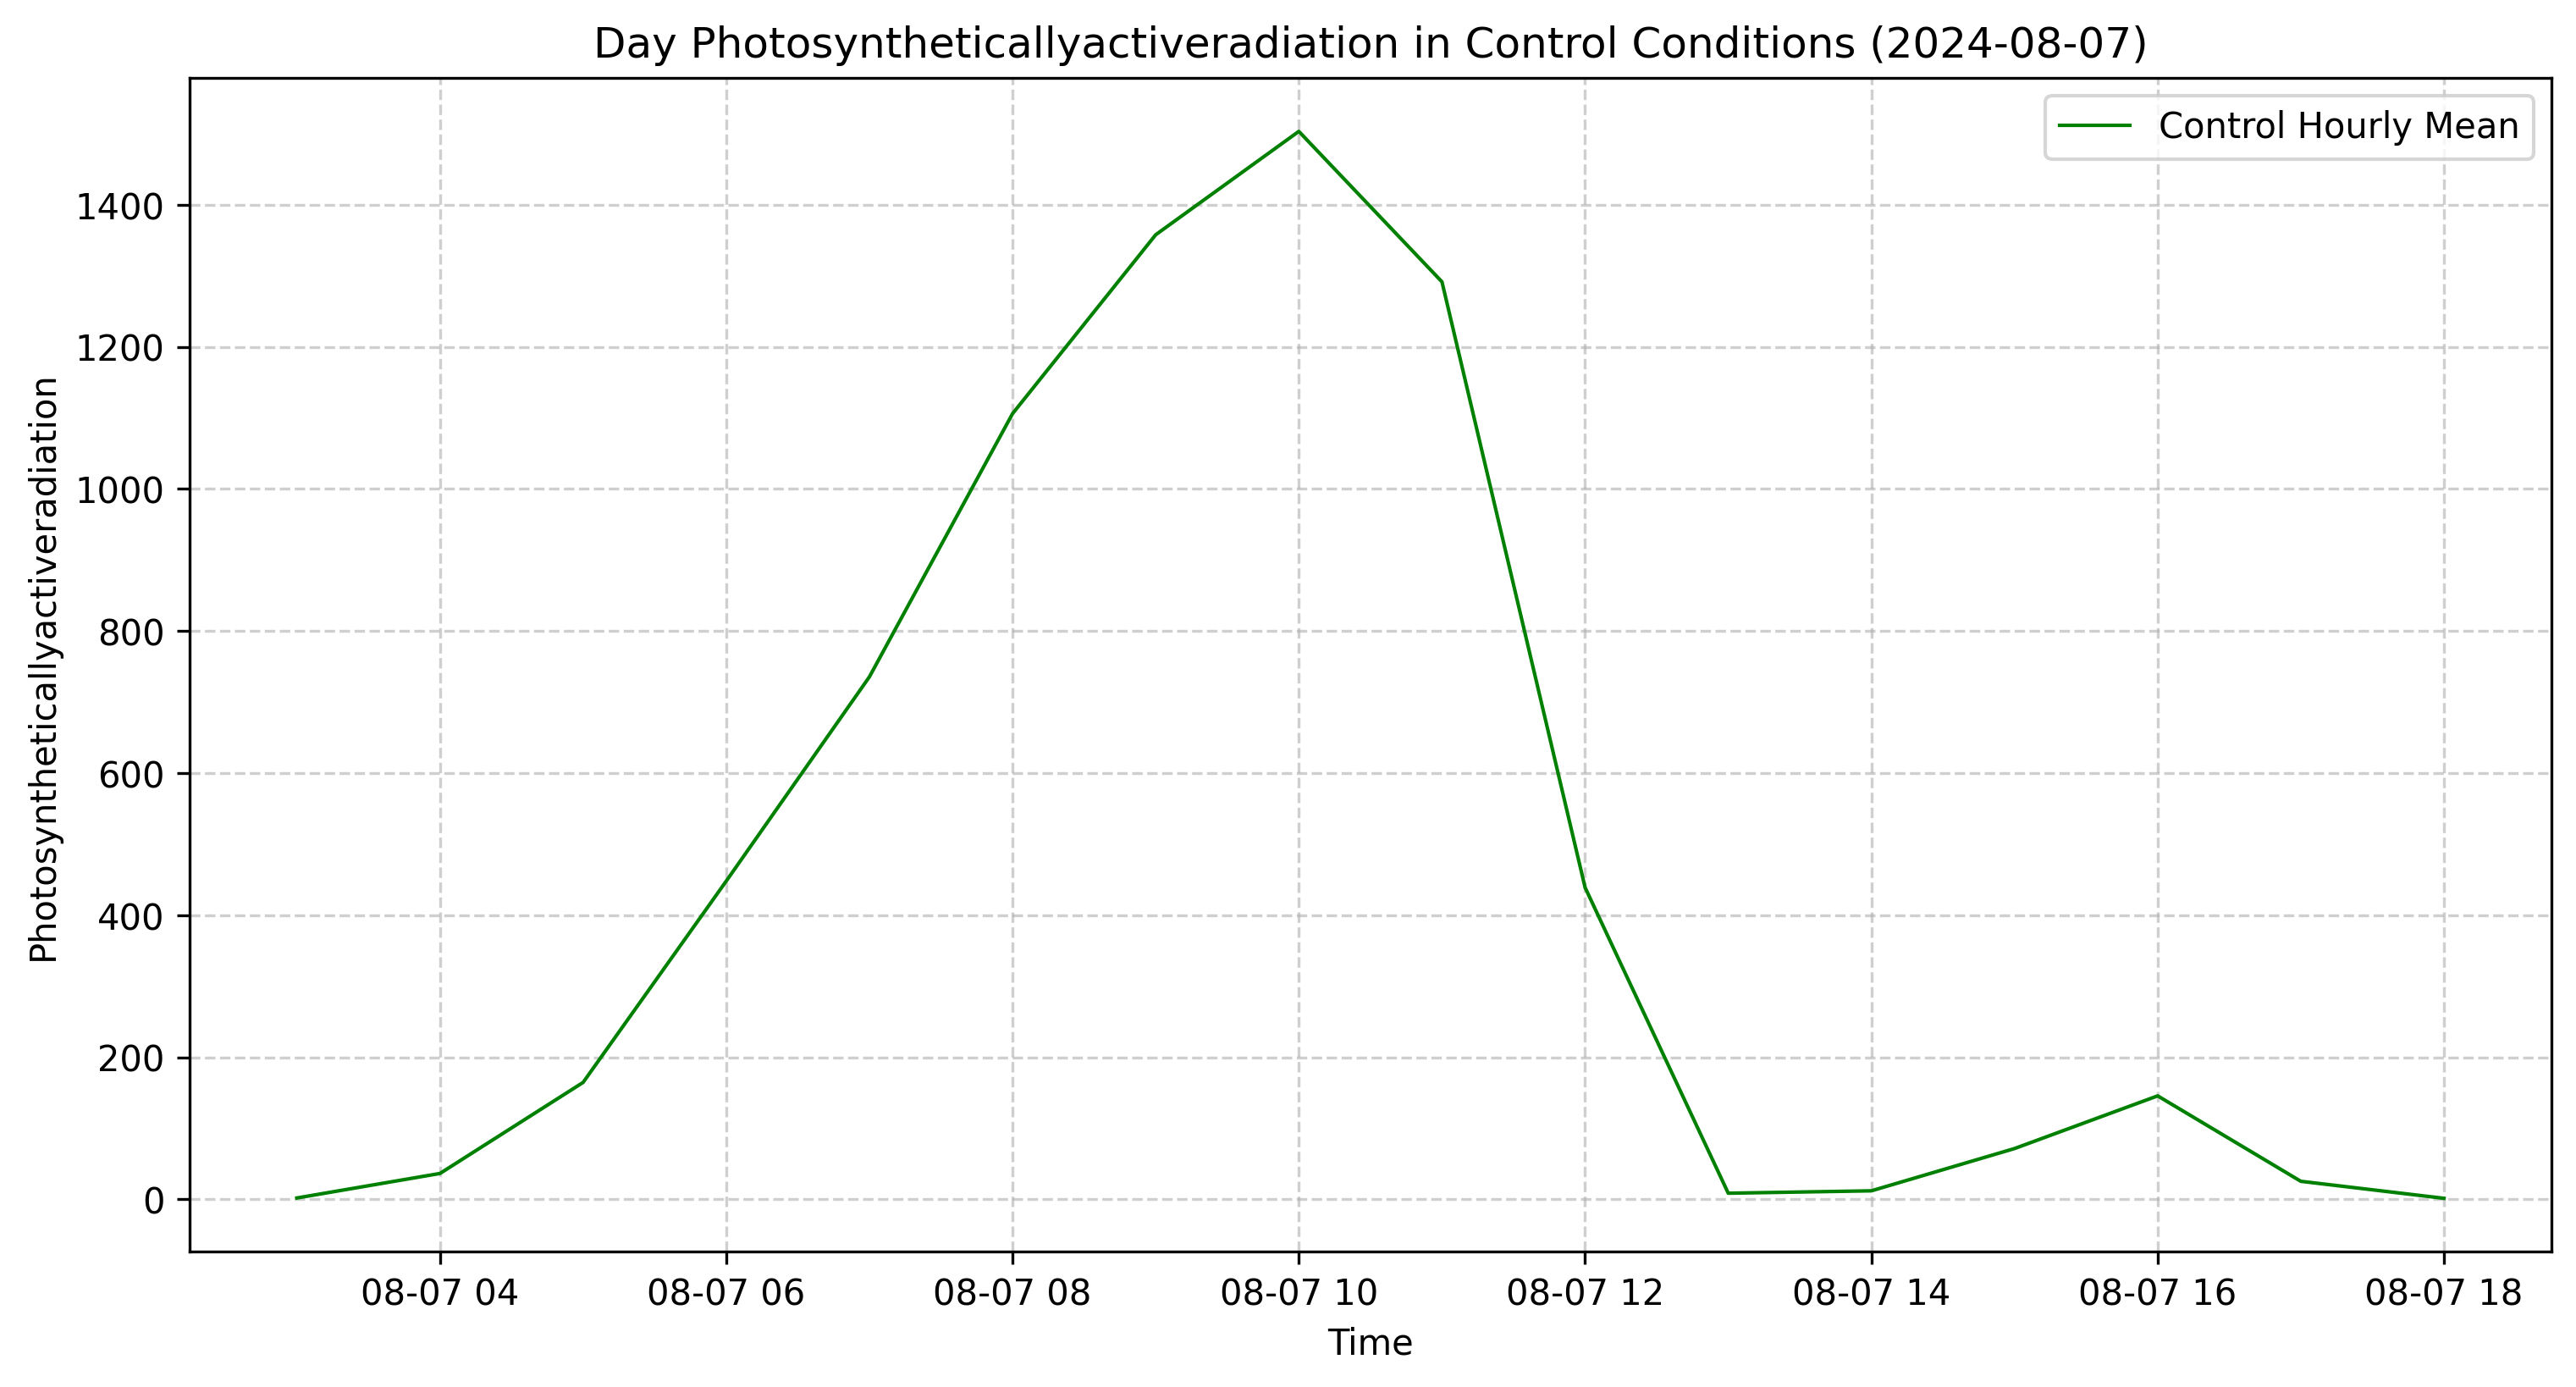 Day Photosyntheticallyactiveradiation in Control Conditions (2024-08-07)
Control Hourly Mean
Photosyntheticallyactiveradiation
1400
1200
1000
800
600
400
200
0
08-07 04 08-07 06 08-07 08 08-07 10 08-07 12 08-07 14 08-07 16 08-07 18
Time